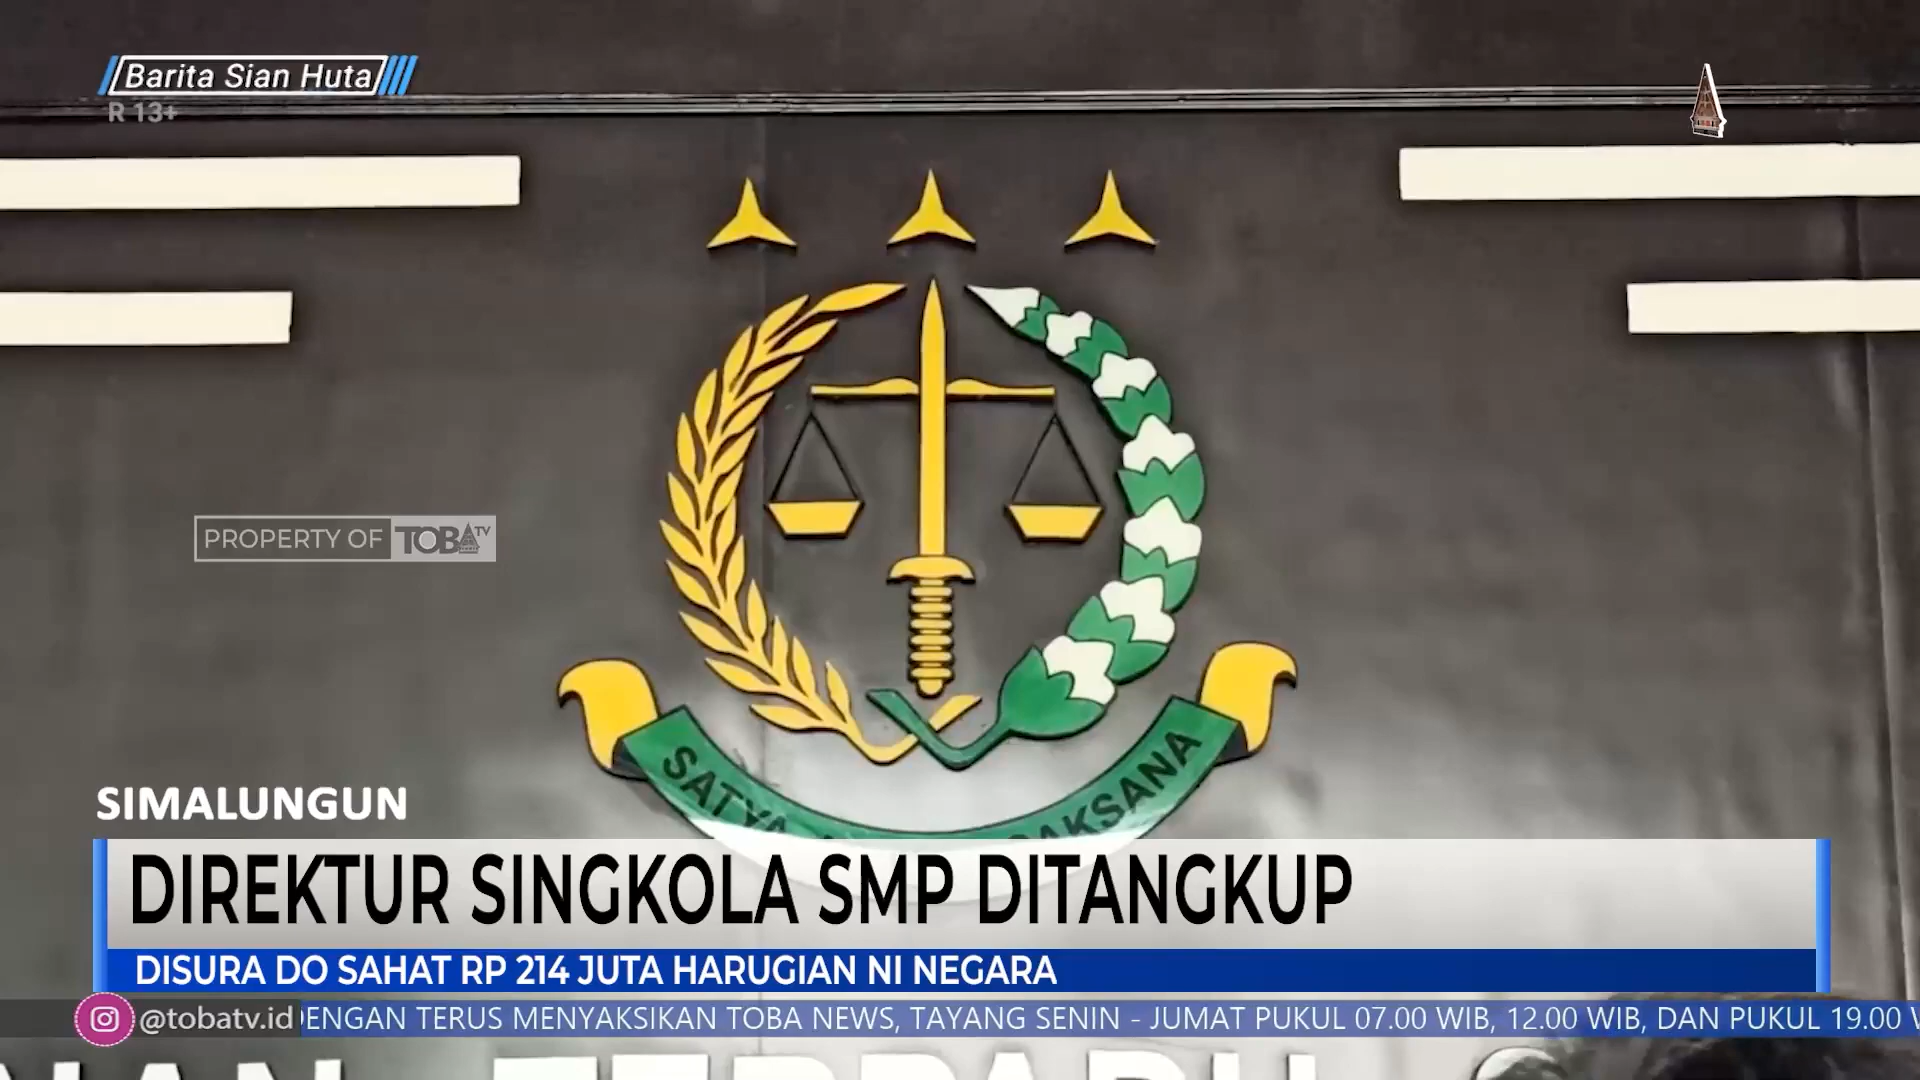 Barita Sian Huta
R 13+
PROPERTY OF TOBA TV
SATYA AKSANA
SIMALUNGUN
DIREKTUR SINGKOLA SMP DITANGKUP
DISURA DO SAHAT RP 214 JUTA HARUGIAN NI NEGARA
@tobatv.id DENGAN TERUS MENYAKSIKAN TOBA NEWS, TAYANG SENIN - JUMAT PUKUL 07.00 WIB, 12.00 WIB, DAN PUKUL 19.00 W